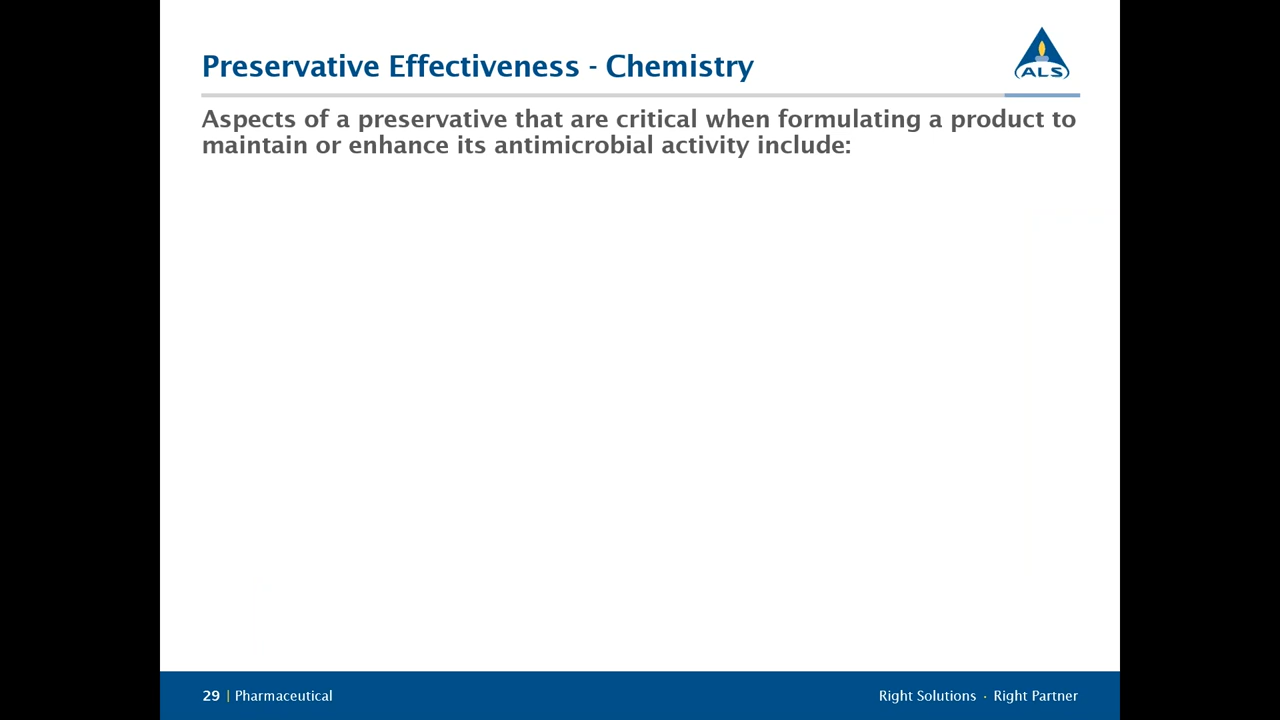 Preservative Effectiveness - Chemistry
ALS
Aspects of a preservative that are critical when formulating a product to
maintain or enhance its antimicrobial activity include:
29 | Pharmaceutical
Right Solutions · Right Partner